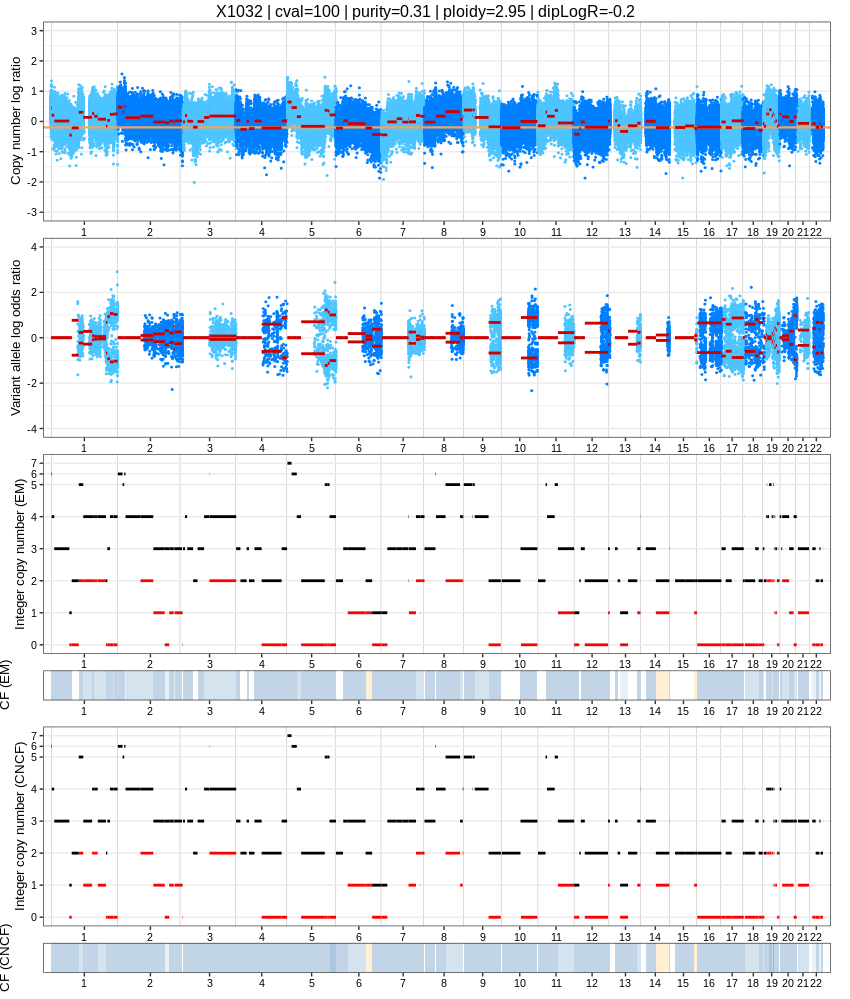 X1032 | cval=100 | purity=0.31 | ploidy=2.95 | dipLogR=-0.2
Copy number log ratio
3
2
1
0
-1
-2
-3
1 2 3 4 5 6 7 8 9 10 11 12 13 14 15 16 17 18 19 20 21 22
Variant allele log odds ratio
4
2
0
-2
-4
1 2 3 4 5 6 7 8 9 10 11 12 13 14 15 16 17 18 19 20 21 22
Integer copy number (EM)
7
6
5
4
3
2
1
0
1 2 3 4 5 6 7 8 9 10 11 12 13 14 15 16 17 18 19 20 21 22
CF (EM)
1 2 3 4 5 6 7 8 9 10 11 12 13 14 15 16 17 18 19 20 21 22
Integer copy number (CNCF)
7
6
5
4
3
2
1
0
1 2 3 4 5 6 7 8 9 10 11 12 13 14 15 16 17 18 19 20 21 22
CF (CNCF)
1 2 3 4 5 6 7 8 9 10 11 12 13 14 15 16 17 18 19 20 21 22